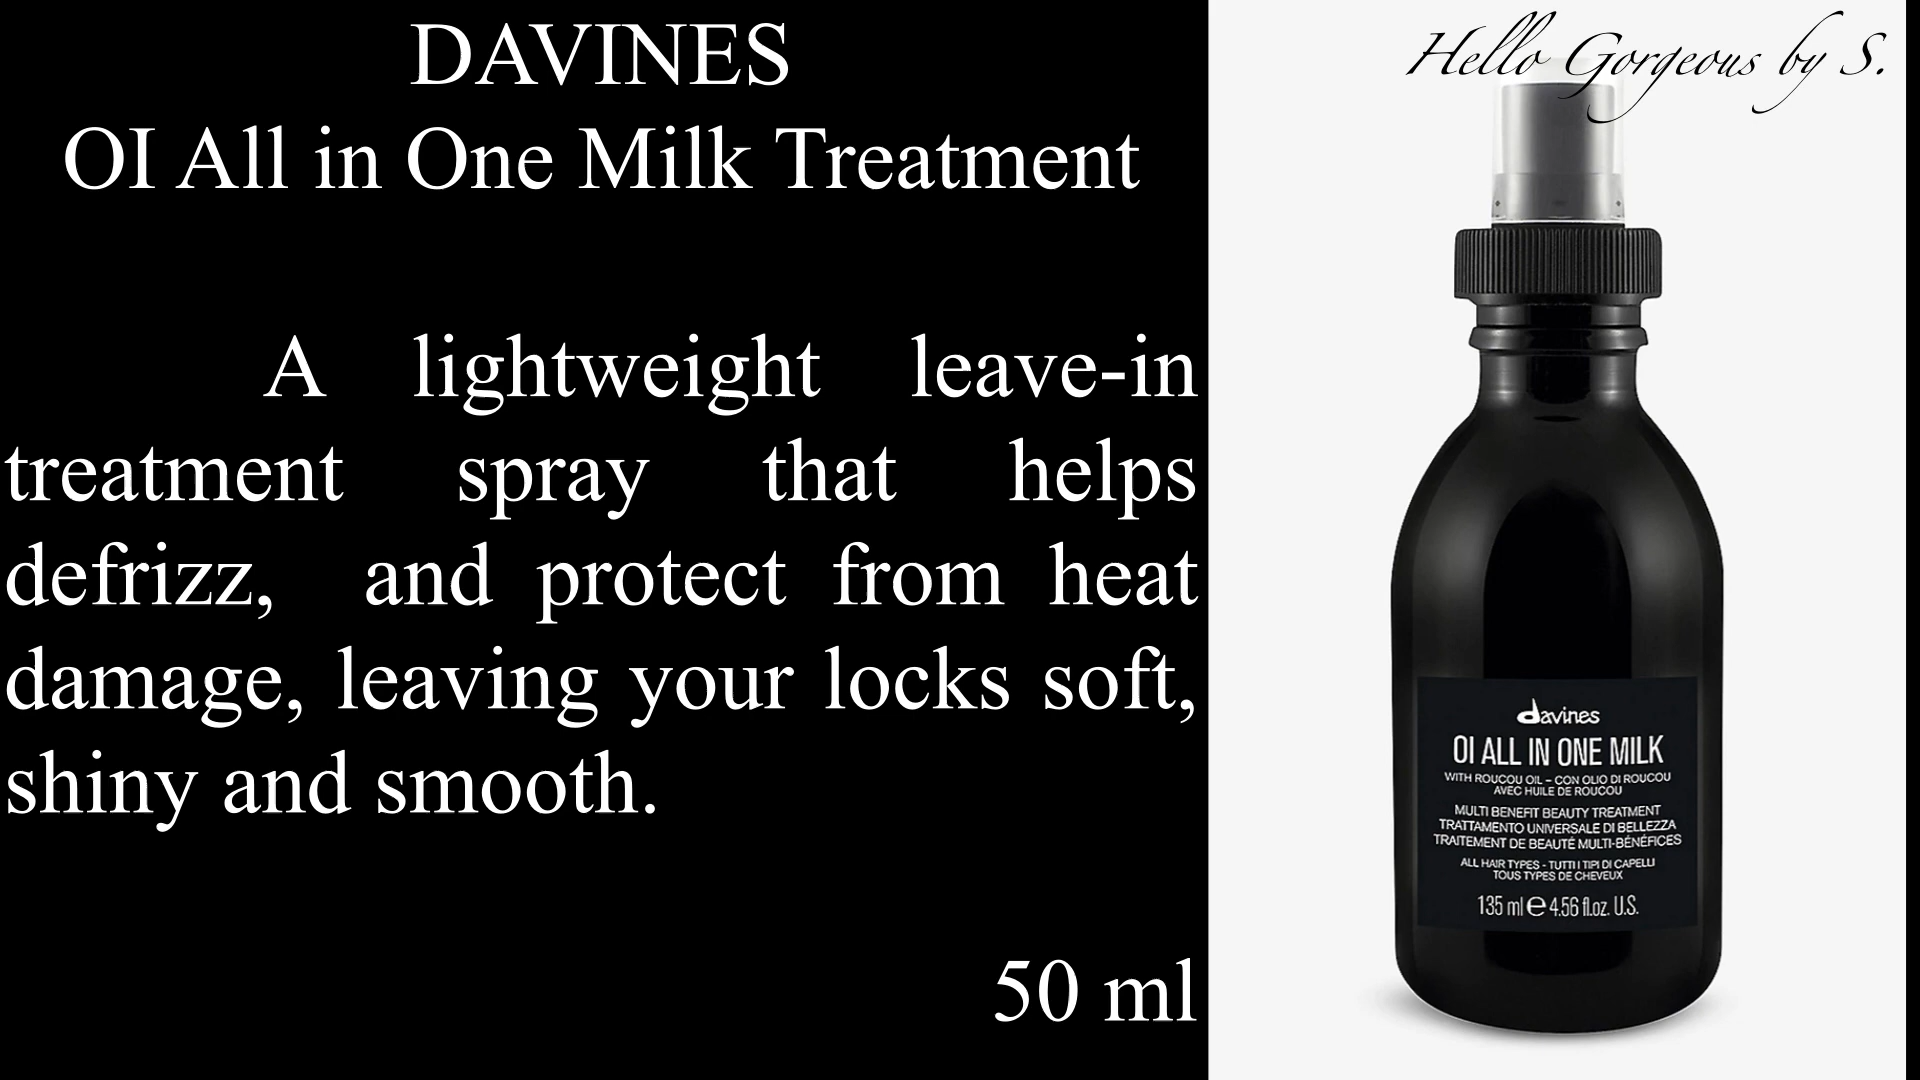 DAVINES
OI All in One Milk Treatment
A lightweight leave-in
treatment spray that helps
defrizz, and protect from heat
damage, leaving your locks soft,
shiny and smooth.
50 ml
Hello Gorgeous by S.
davines
OI ALL IN ONE MILK
WITH ROUCOU OIL – CON OLIO DI ROUCOU
AVEC HUILE DE ROUCOU
MULTI BENEFIT BEAUTY TREATMENT
TRATTAMENTO UNIVERSALE DI BELLEZZA
TRAITEMENT DE BEAUTÉ MULTI-BÉNÉFICES
ALL HAIR TYPES - TUTTI I TIPI DI CAPELLI
TOUS TYPES DE CHEVEUX
135 ml e 4.56 fl.oz. U.S.